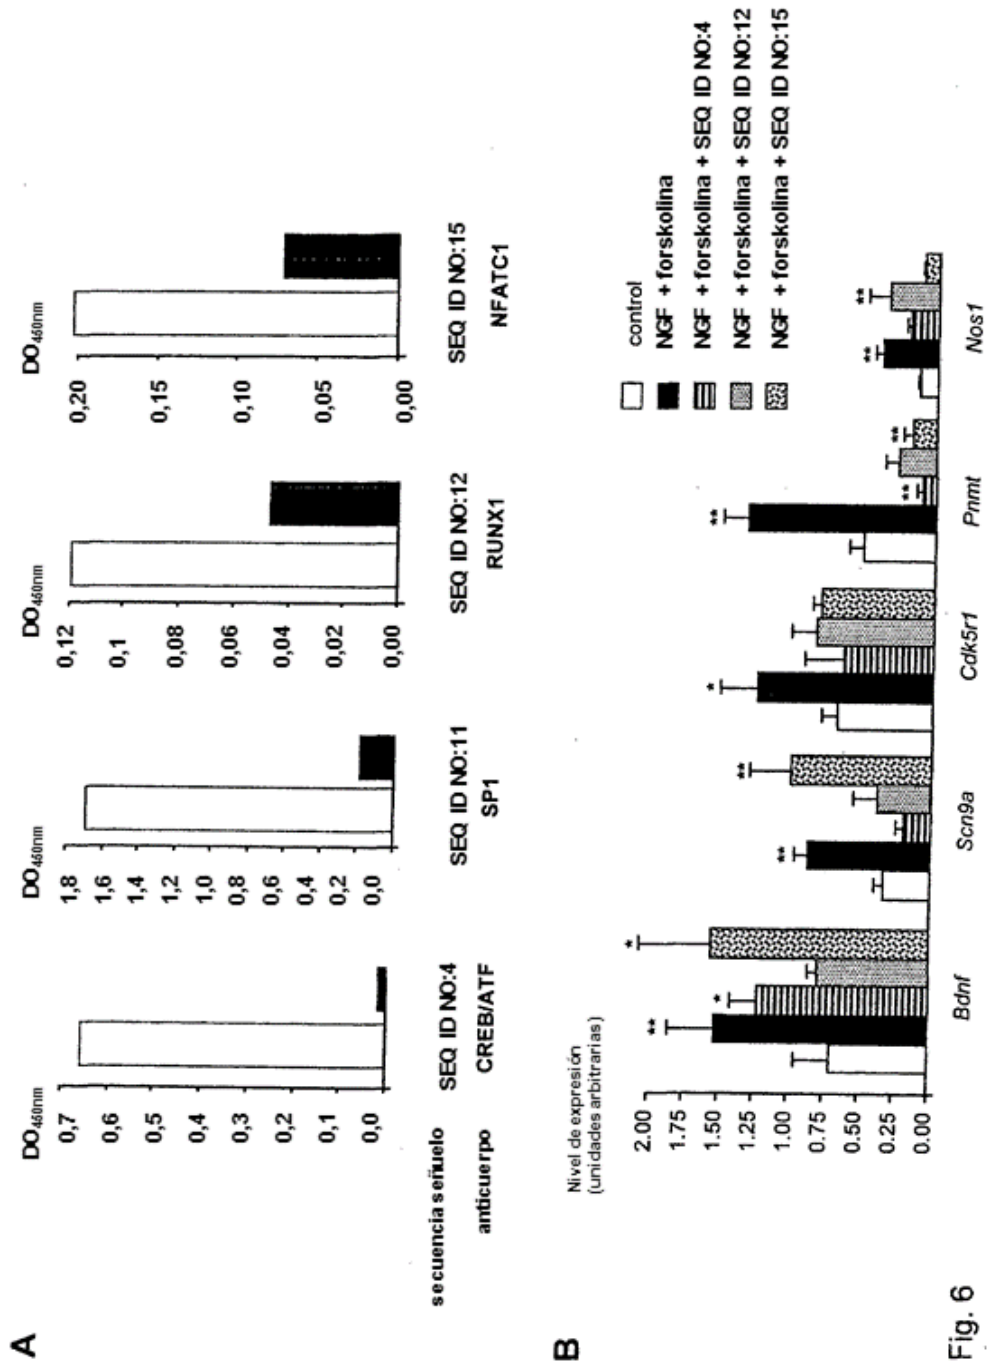 A
DO460nm DO460nm DO460nm DO460nm
0,7
0,6
0,5
0,4
0,3
0,2
0,1
0,0
1,8
1,6
1,4
1,2
1,0
0,8
0,6
0,4
0,2
0,0
0,12
0,1
0,08
0,06
0,04
0,02
0,00
0,20
0,15
0,10
0,05
0,00
secuencia señuelo SEQ ID NO:4 SEQ ID NO:11 SEQ ID NO:12 SEQ ID NO:15
anticuerpo CREB/ATF SP1 RUNX1 NFATC1
B
Nivel de expresión
(unidades arbitrarias)
2.00
1.75
1.50
1.25
1.00
0.75
0.50
0.25
0.00
control
NGF + forskolina
NGF + forskolina + SEQ ID NO:4
NGF + forskolina + SEQ ID NO:12
NGF + forskolina + SEQ ID NO:15
** * *
** **
*
** ** **
** **
Bdnf Scn9a Cdk5r1 Pnmt Nos1
Fig. 6